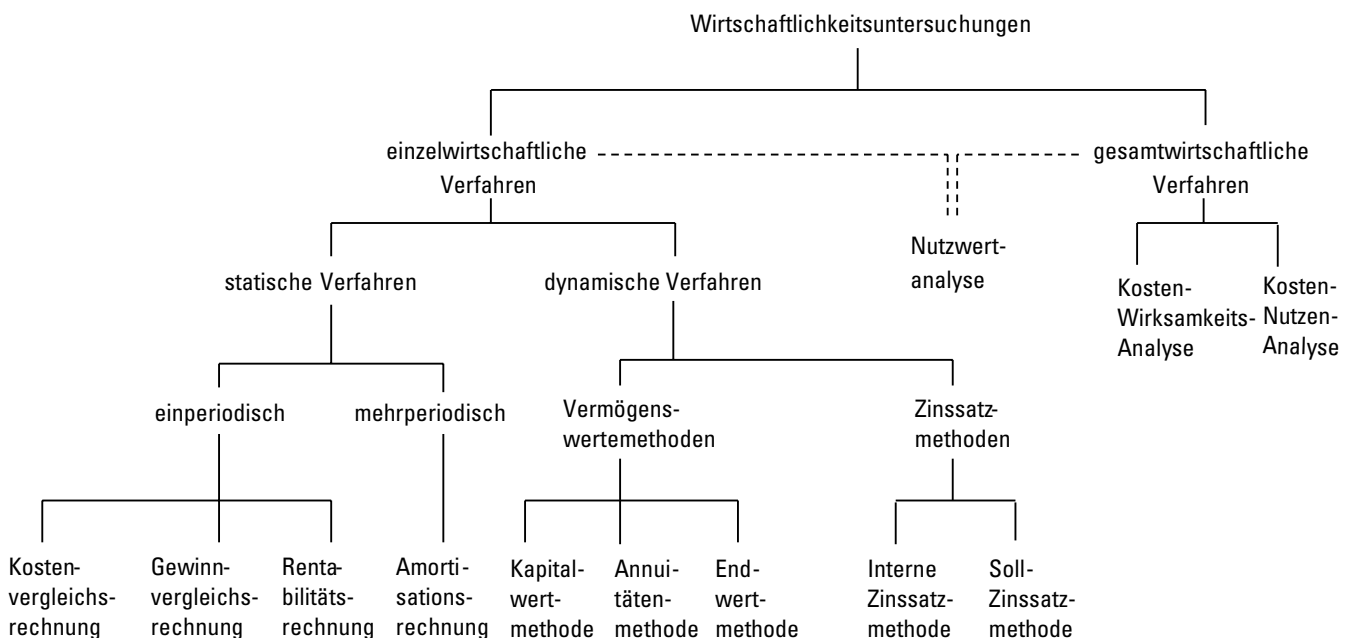 Wirtschaftlichkeitsuntersuchungen
einzelwirtschaftliche
Verfahren
gesamtwirtschaftliche
Verfahren
Nutzwert-
analyse
statische Verfahren
dynamische Verfahren
Kosten-
Wirksamkeits-
Analyse
Kosten-
Nutzen-
Analyse
einperiodisch
mehrperiodisch
Vermögens-
wertemethoden
Zinssatz-
methoden
Kosten-
vergleichs-
rechnung
Gewinn-
vergleichs-
rechnung
Renta-
bilitäts-
rechnung
Amorti-
sations-
rechnung
Kapital-
wert-
methode
Annui-
täten-
methode
End-
wert-
methode
Interne
Zinssatz-
methode
Soll-
Zinssatz-
methode